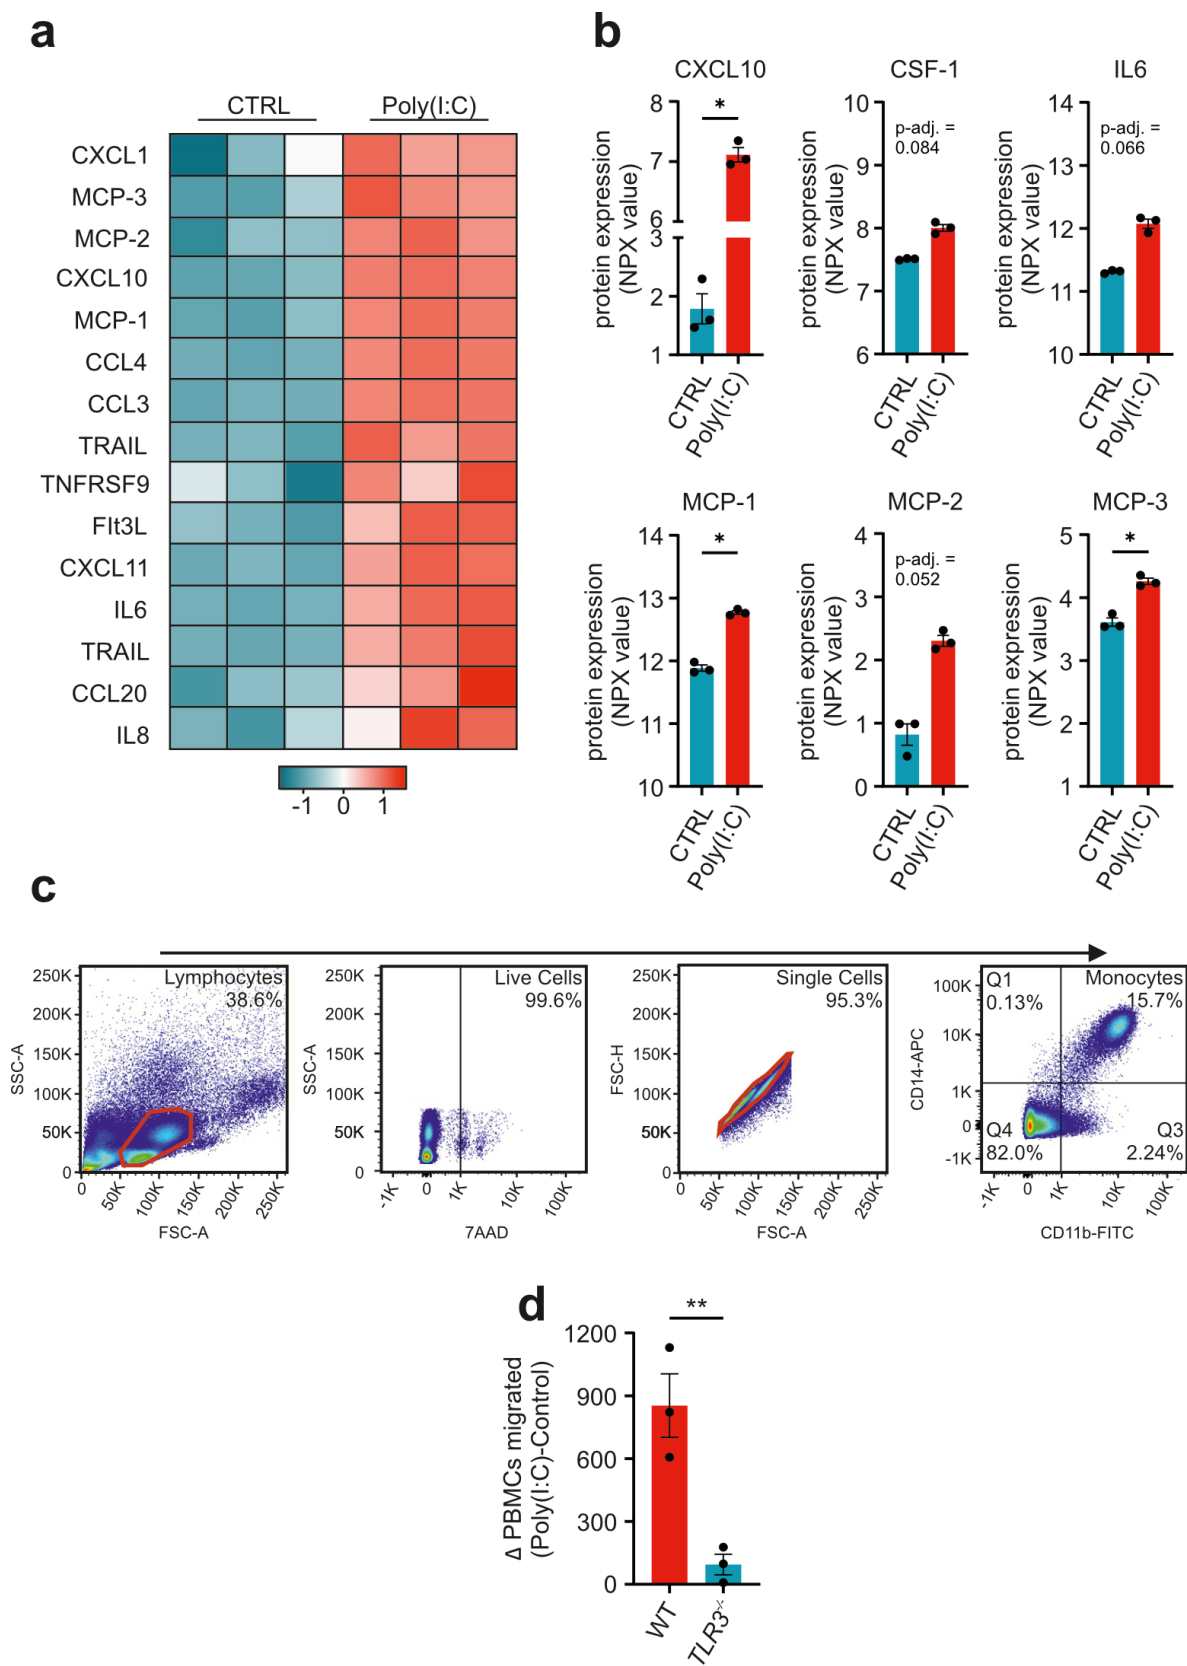 a
CTRL Poly(I:C)
CXCL1
MCP-3
MCP-2
CXCL10
MCP-1
CCL4
CCL3
TRAIL
TNFRSF9
Flt3L
CXCL11
IL6
TRAIL
CCL20
IL8
-1 0 1
b
CXCL10
protein expression
(NPX value)
8
7
6
3
2
1
*
CTRL
Poly(I:C)
CSF-1
protein expression
(NPX value)
10
9
8
7
6
p-adj. =
0.084
CTRL
Poly(I:C)
IL6
protein expression
(NPX value)
14
13
12
11
10
p-adj. =
0.066
CTRL
Poly(I:C)
MCP-1
protein expression
(NPX value)
14
13
12
11
10
*
CTRL
Poly(I:C)
MCP-2
protein expression
(NPX value)
4
3
2
1
0
p-adj. =
0.052
CTRL
Poly(I:C)
MCP-3
protein expression
(NPX value)
5
4
3
2
1
*
CTRL
Poly(I:C)
c
Lymphocytes
38.6%
SSC-A
250K
200K
150K
100K
50K
0
0 50K 100K 150K 200K 250K
FSC-A
Live Cells
99.6%
SSC-A
250K
200K
150K
100K
50K
0
-1K 0 1K 10K 100K
7AAD
Single Cells
95.3%
FSC-H
250K
200K
150K
100K
50K
0
0 50K 100K 150K 200K 250K
FSC-A
Q1
0.13%
Monocytes
15.7%
Q4
82.0%
Q3
2.24%
CD14-APC
100K
10K
1K
0
-1K
-1K 0 1K 10K 100K
CD11b-FITC
d
**
Δ PBMCs migrated
(Poly(I:C)-Control)
1200
900
600
300
0
WT
TLR3-/-